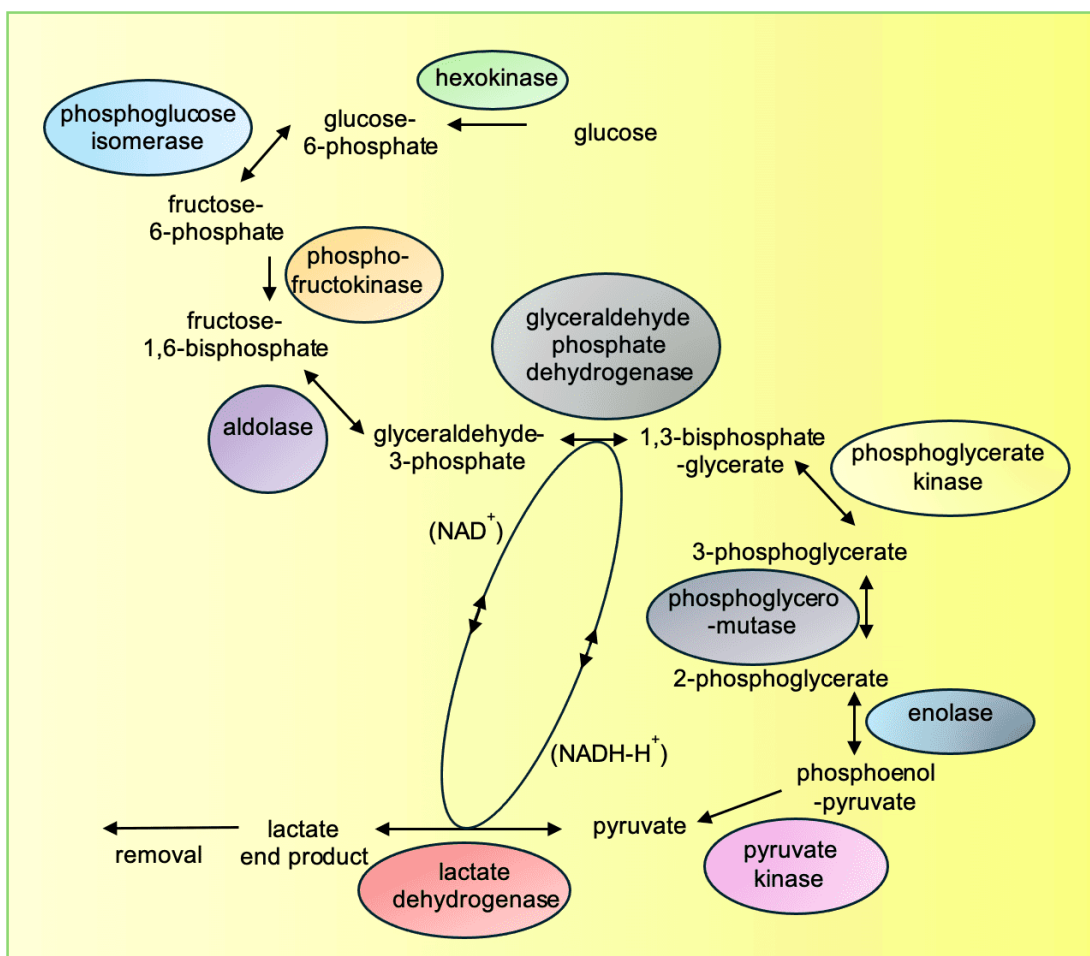 hexokinase
phosphoglucose
isomerase
glucose-
6-phosphate
glucose
fructose-
6-phosphate
phospho-
fructokinase
fructose-
1,6-bisphosphate
glyceraldehyde
phosphate
dehydrogenase
aldolase
glyceraldehyde-
3-phosphate
1,3-bisphosphate
-glycerate
phosphoglycerate
kinase
(NAD+)
3-phosphoglycerate
phosphoglycero
-mutase
2-phosphoglycerate
enolase
(NADH-H+)
phosphoenol
-pyruvate
pyruvate
pyruvate
kinase
lactate
end product
removal
lactate
dehydrogenase